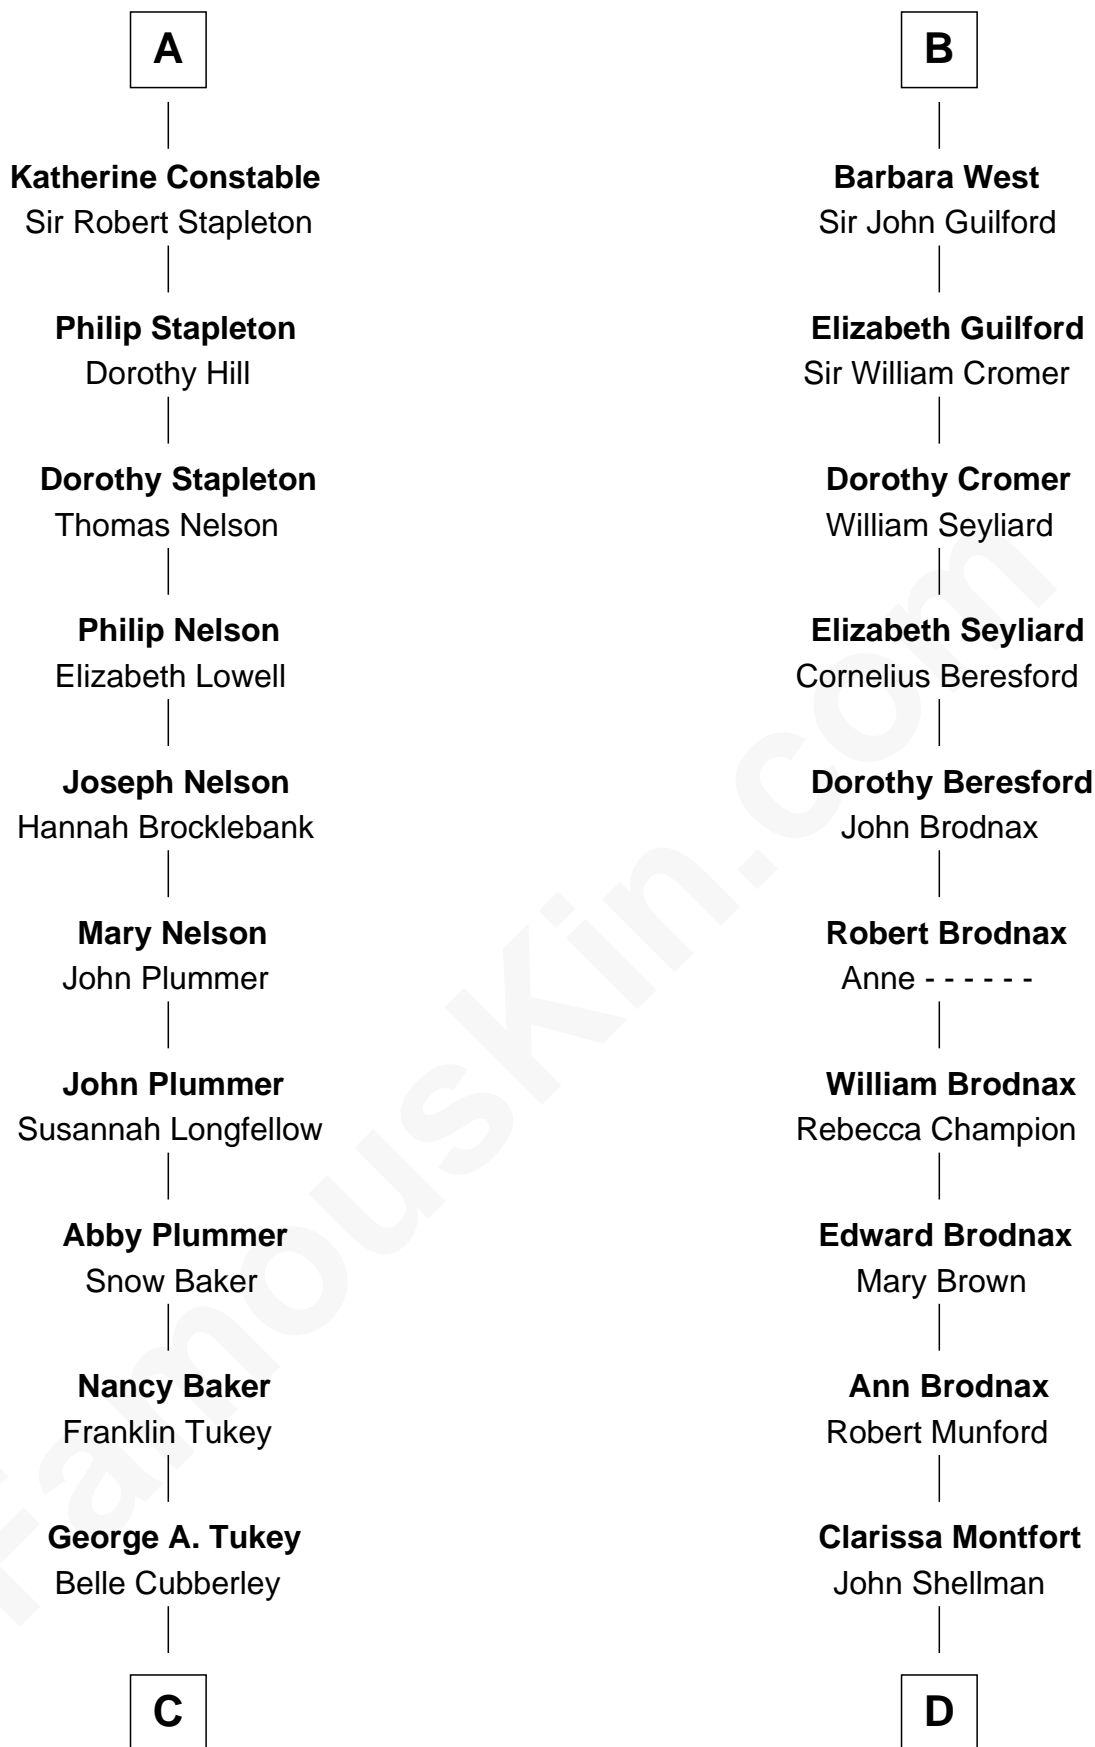 A
Katherine Constable
Sir Robert Stapleton
Philip Stapleton
Dorothy Hill
Dorothy Stapleton
Thomas Nelson
Philip Nelson
Elizabeth Lowell
Joseph Nelson
Hannah Brocklebank
Mary Nelson
John Plummer
John Plummer
Susannah Longfellow
Abby Plummer
Snow Baker
Nancy Baker
Franklin Tukey
George A. Tukey
Belle Cubberley
C
B
Barbara West
Sir John Guilford
Elizabeth Guilford
Sir William Cromer
Dorothy Cromer
William Seyliard
Elizabeth Seyliard
Cornelius Beresford
Dorothy Beresford
John Brodnax
Robert Brodnax
Anne - - - - - -
William Brodnax
Rebecca Champion
Edward Brodnax
Mary Brown
Ann Brodnax
Robert Munford
Clarissa Montfort
John Shellman
D
FamousKin.com